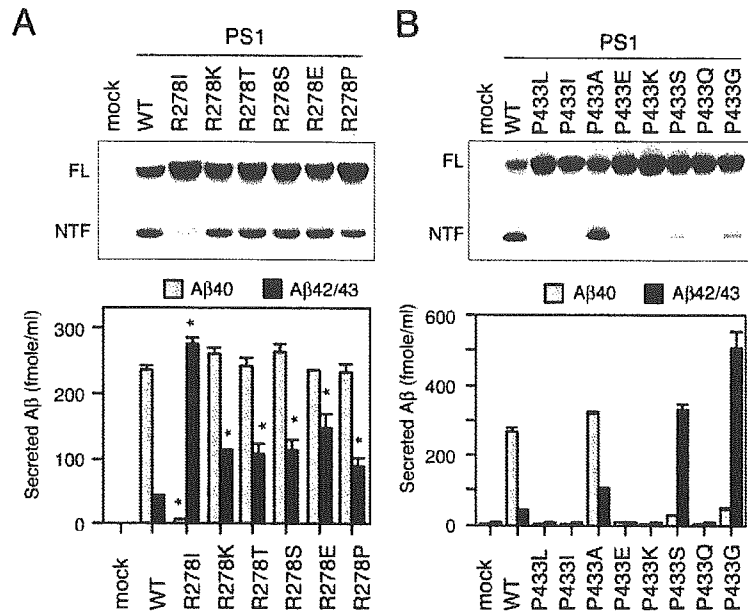 A
PS1
mock WT R278I R278K R278T R278S R278E R278P
FL
NTF
Aβ40 Aβ42/43
Secreted Aβ (fmole/ml)
300
200
100
0
* * * * * * *
mock WT R278I R278K R278T R278S R278E R278P
B
PS1
mock WT P433L P433I P433A P433E P433K P433S P433Q P433G
FL
NTF
Aβ40 Aβ42/43
Secreted Aβ (fmole/ml)
600
400
200
0
mock WT P433L P433I P433A P433E P433K P433S P433Q P433G